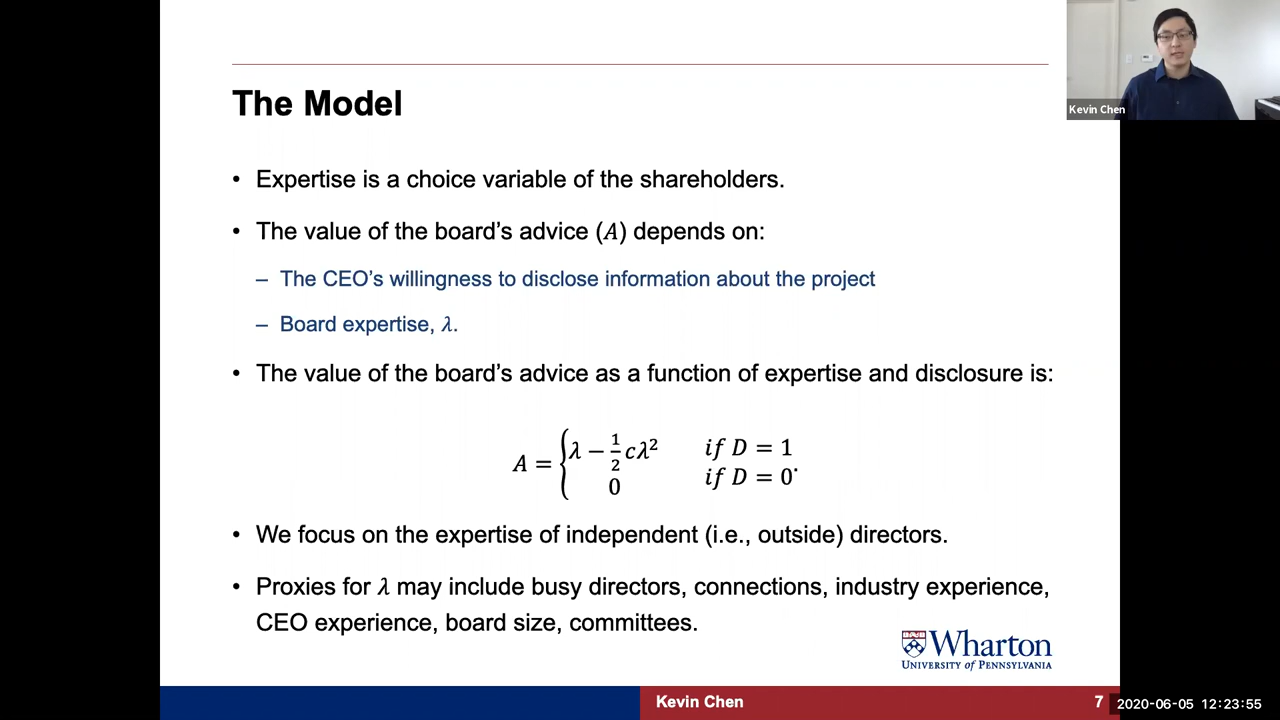 The Model
• Expertise is a choice variable of the shareholders.
• The value of the board’s advice (A) depends on:
– The CEO’s willingness to disclose information about the project
– Board expertise, λ.
• The value of the board’s advice as a function of expertise and disclosure is:
A = { λ − 1/2 cλ² if D = 1
0 if D = 0 .
• We focus on the expertise of independent (i.e., outside) directors.
• Proxies for λ may include busy directors, connections, industry experience,
CEO experience, board size, committees.
Wharton
UNIVERSITY of PENNSYLVANIA
Kevin Chen
7
Kevin Chen
2020-06-05 12:23:55